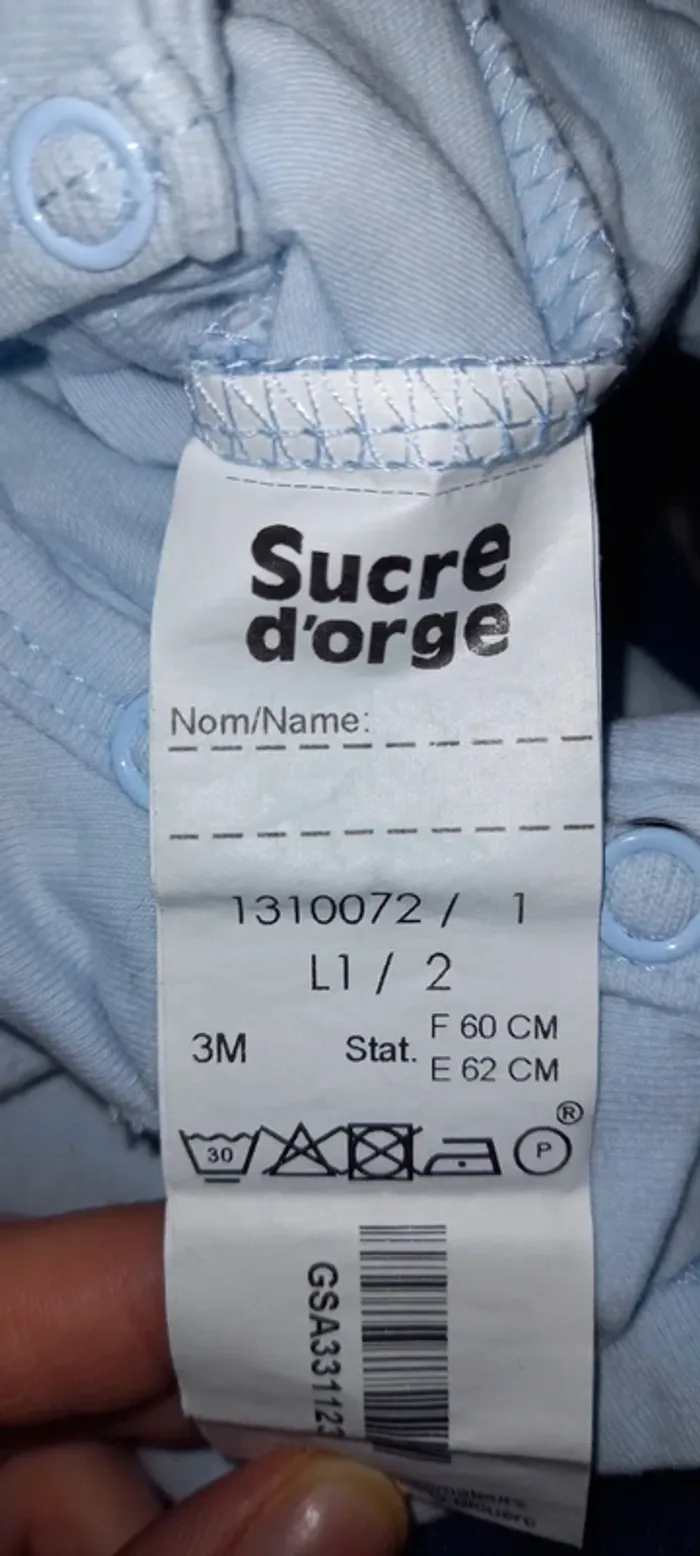 Sucre
d'orge
Nom/Name:
1310072 / 1
L1 / 2
3M Stat. F 60 CM
E 62 CM
®
30 P
GSA331123